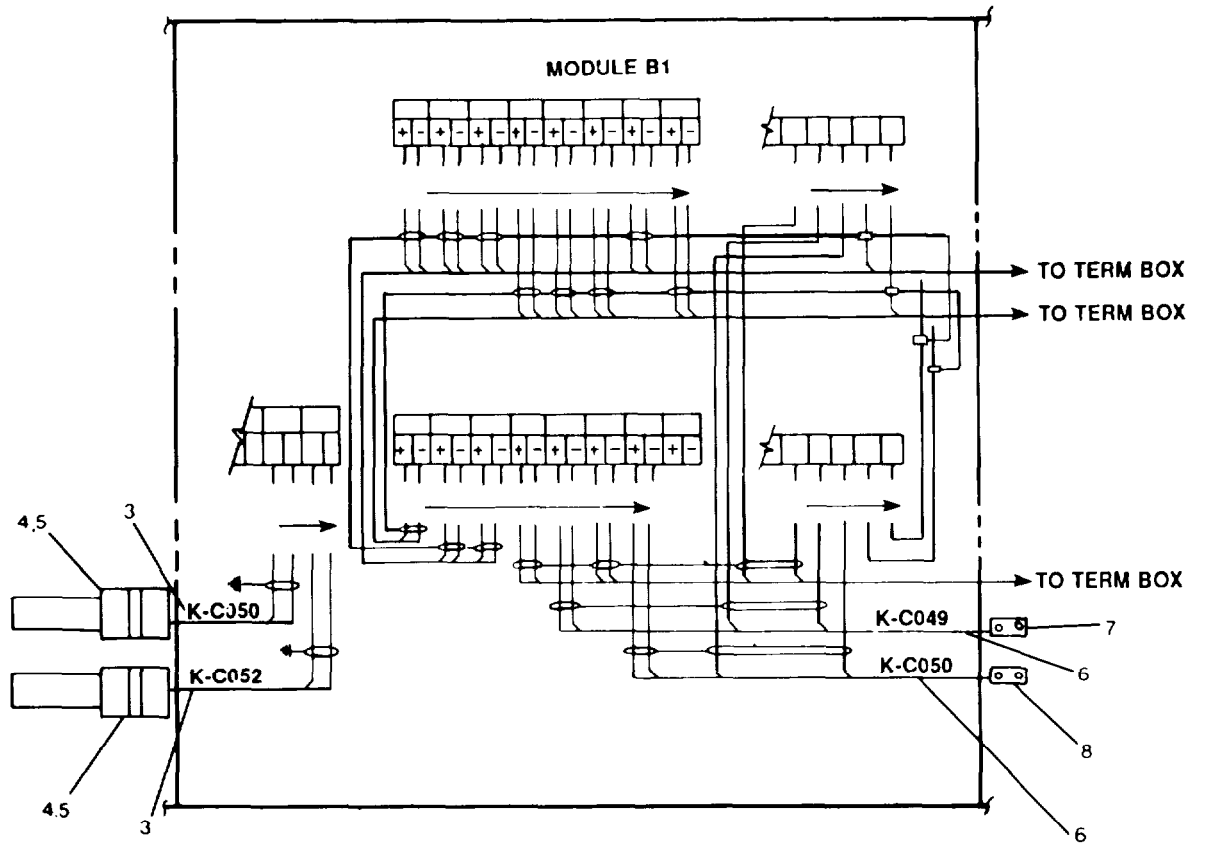 MODULE B1
+ - + - + - + - + - + - + - + -
TO TERM BOX
TO TERM BOX
+ - + - + - + - + - + - + - + -
4,5
3
TO TERM BOX
K-C050
K-C049
7
K-C052
K-C050
6
8
4.5
3
6